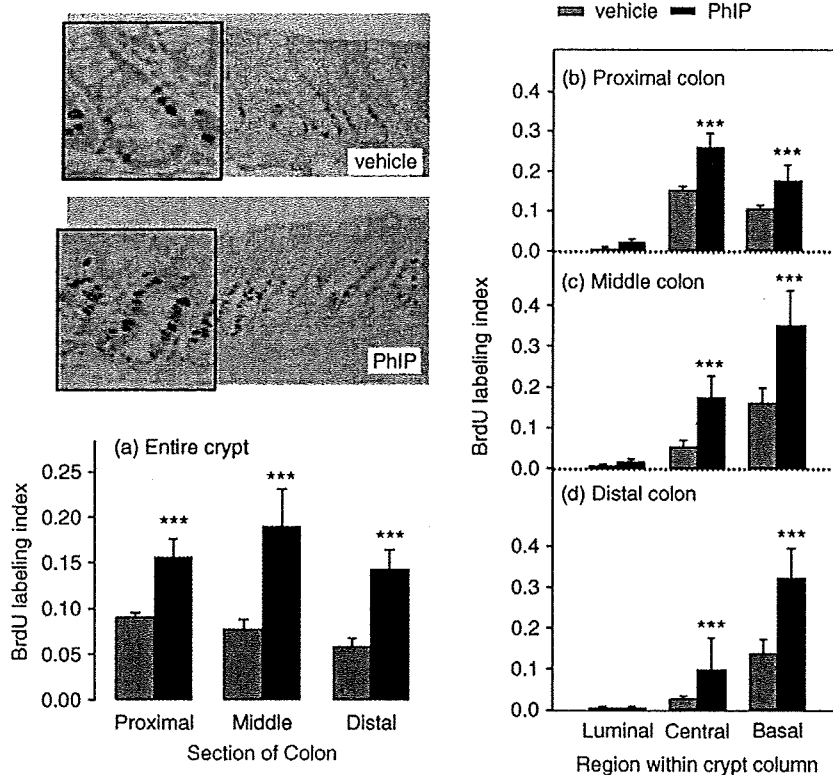 vehicle PhIP
vehicle
PhIP
(a) Entire crypt
***
***
***
0.25
0.20
0.15
0.10
0.05
0.00
BrdU labeling index
Proximal Middle Distal
Section of Colon
(b) Proximal colon
***
***
0.4
0.3
0.2
0.1
0.0
(c) Middle colon
***
***
0.4
0.3
0.2
0.1
0.0
BrdU labeling index
(d) Distal colon
***
***
0.4
0.3
0.2
0.1
0.0
Luminal Central Basal
Region within crypt column